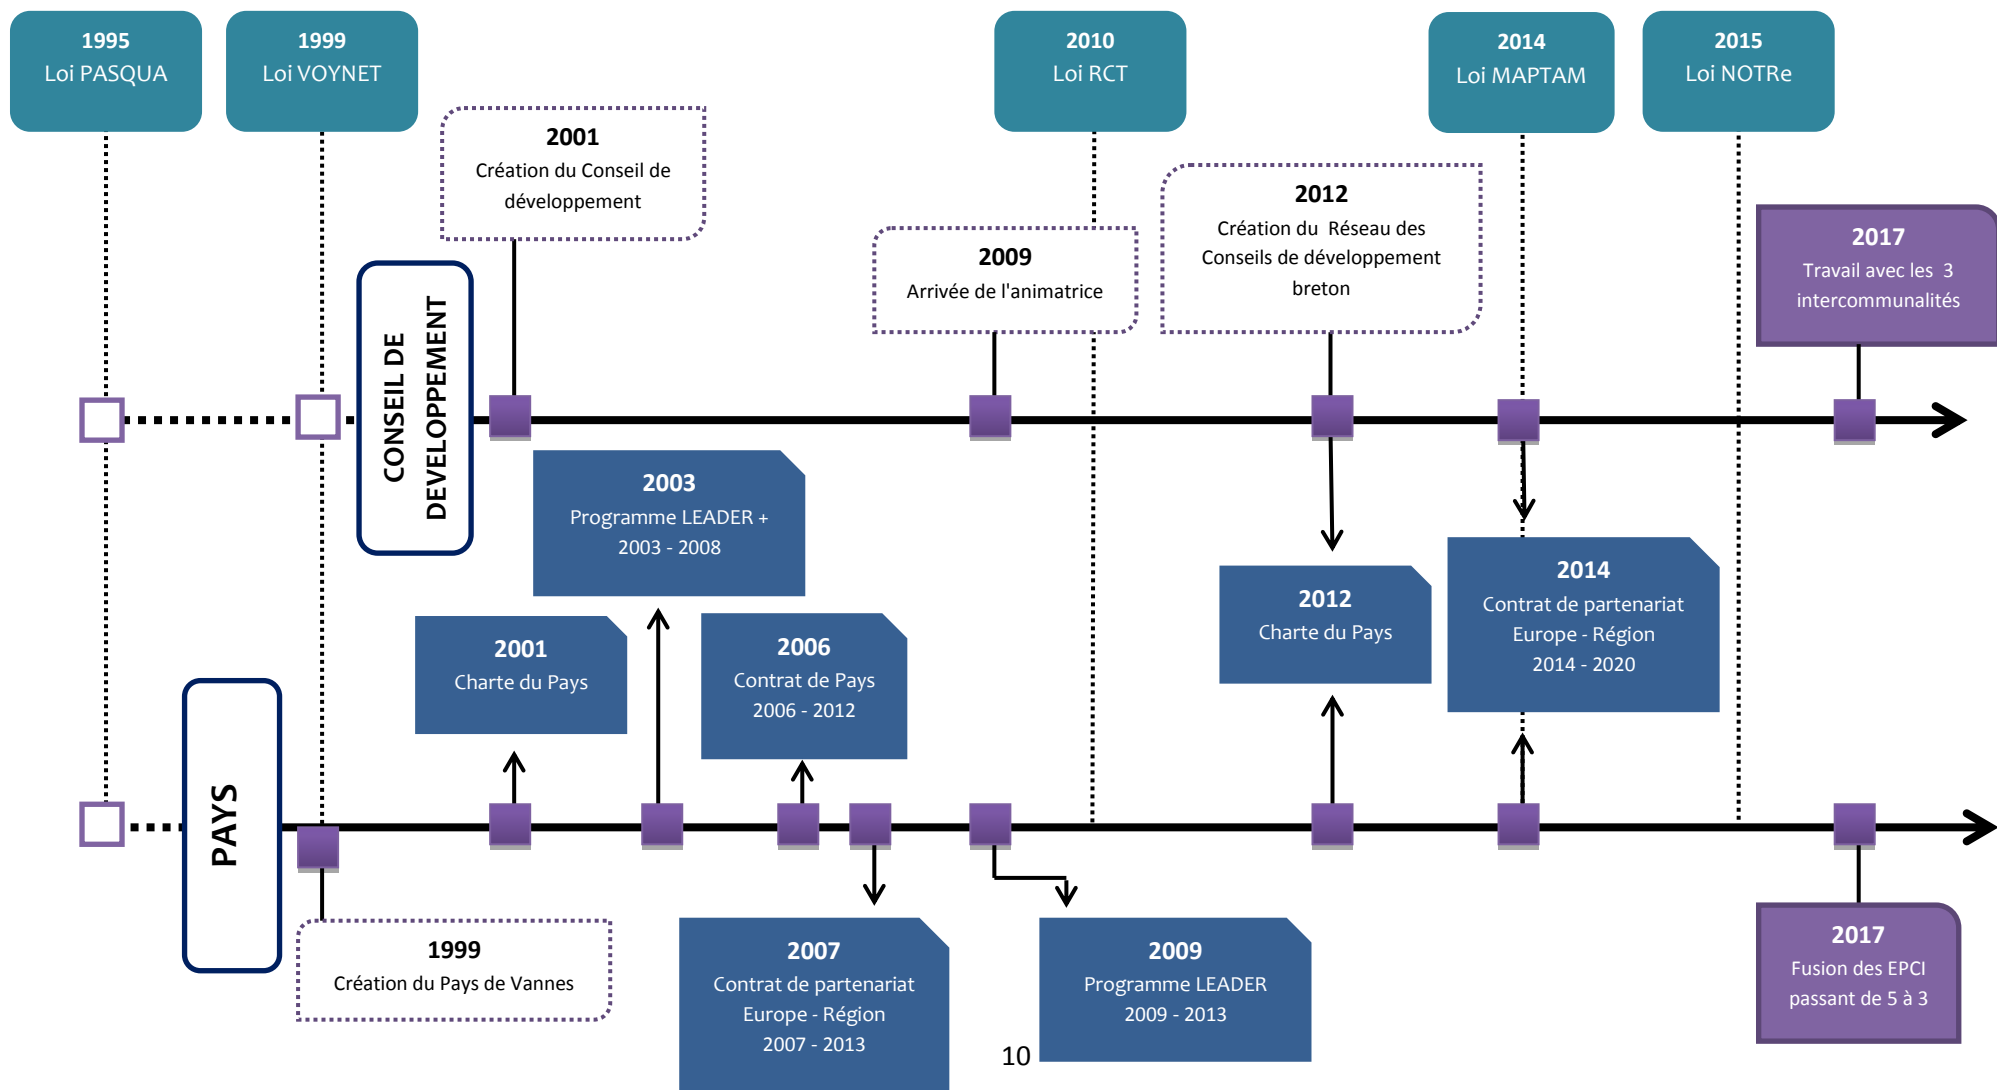 1995
Loi PASQUA
1999
Loi VOYNET
2010
Loi RCT
2014
Loi MAPTAM
2015
Loi NOTRe
2001
Création du Conseil de
développement
2009
Arrivée de l'animatrice
2012
Création du Réseau des
Conseils de développement
breton
2017
Travail avec les 3
intercommunalités
CONSEIL DE
DEVELOPPEMENT
2003
Programme LEADER +
2003 - 2008
2001
Charte du Pays
2006
Contrat de Pays
2006 - 2012
2012
Charte du Pays
2014
Contrat de partenariat
Europe - Région
2014 - 2020
PAYS
1999
Création du Pays de Vannes
2007
Contrat de partenariat
Europe - Région
2007 - 2013
2009
Programme LEADER
2009 - 2013
2017
Fusion des EPCI
passant de 5 à 3
10